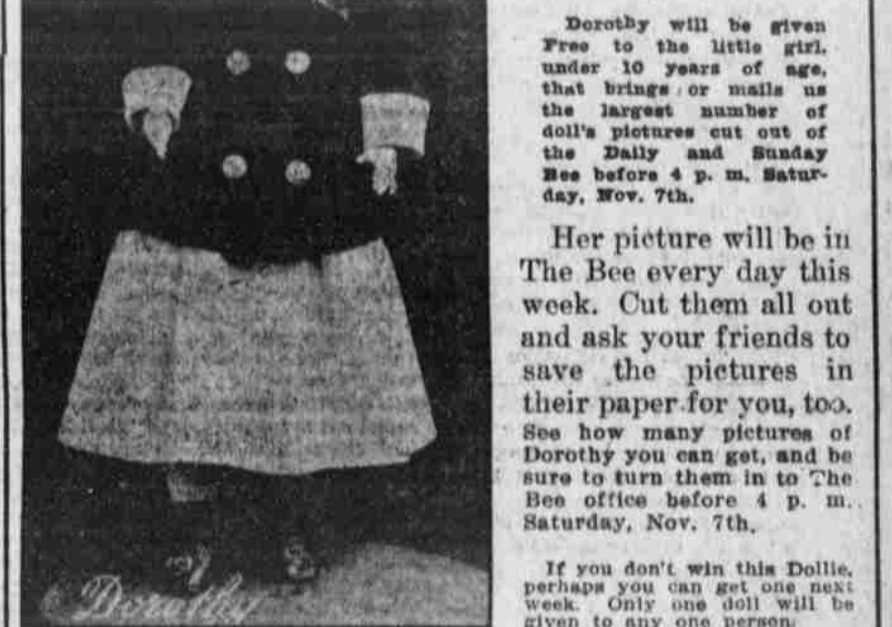 Dorothy will be given
Free to the little girl,
under 10 years of age,
that brings or mails us
the largest number of
doll's pictures cut out of
the Daily and Sunday
Bee before 4 p. m. Satur-
day, Nov. 7th.
Her picture will be in
The Bee every day this
week. Cut them all out
and ask your friends to
save the pictures in
their paper for you, too.
See how many pictures of
Dorothy you can get, and be
sure to turn them in to The
Bee office before 4 p. m.
Saturday, Nov. 7th.
If you don't win this Dollie,
perhaps you can get one next
week. Only one doll will be
given to any one person.
Dorothy